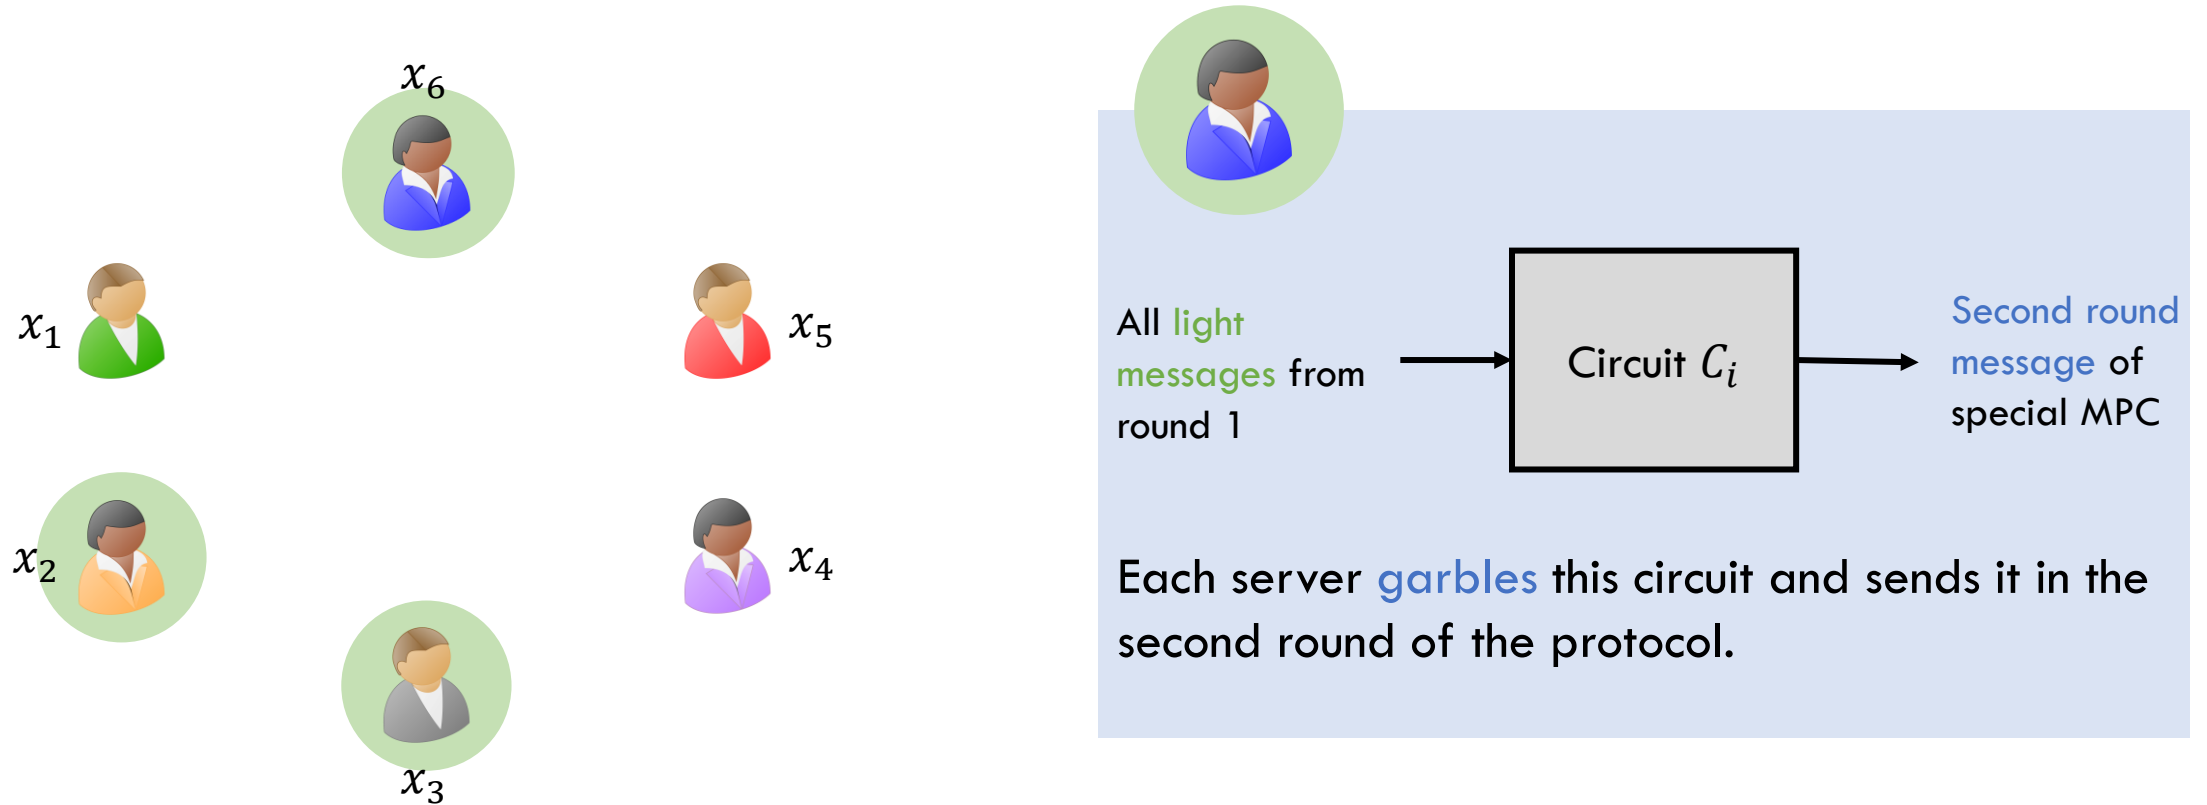 x₆
x₁
x₅
x₂
x₄
x₃
All light
messages from
round 1
Circuit Cᵢ
Second round
message of
special MPC
Each server garbles this circuit and sends it in the
second round of the protocol.